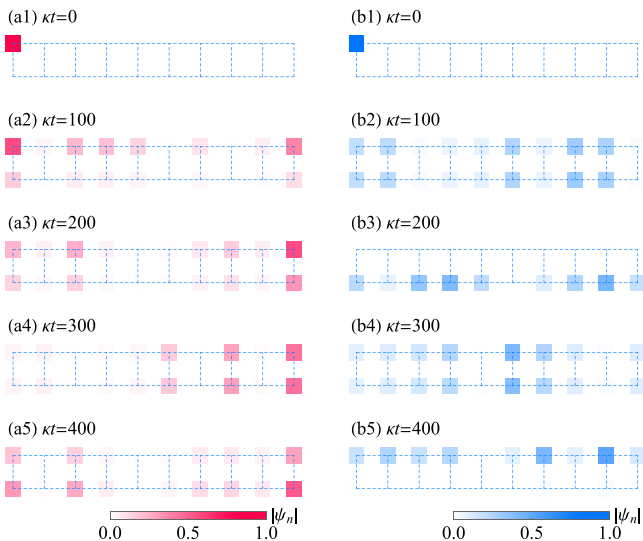 (a1) κt=0
(b1) κt=0
(a2) κt=100
(b2) κt=100
(a3) κt=200
(b3) κt=200
(a4) κt=300
(b4) κt=300
(a5) κt=400
(b5) κt=400
|ψn|
0.0 0.5 1.0
|ψn|
0.0 0.5 1.0